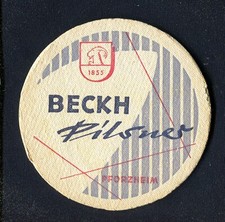 1835
BECKH
Pilsner
PFORZHEIM